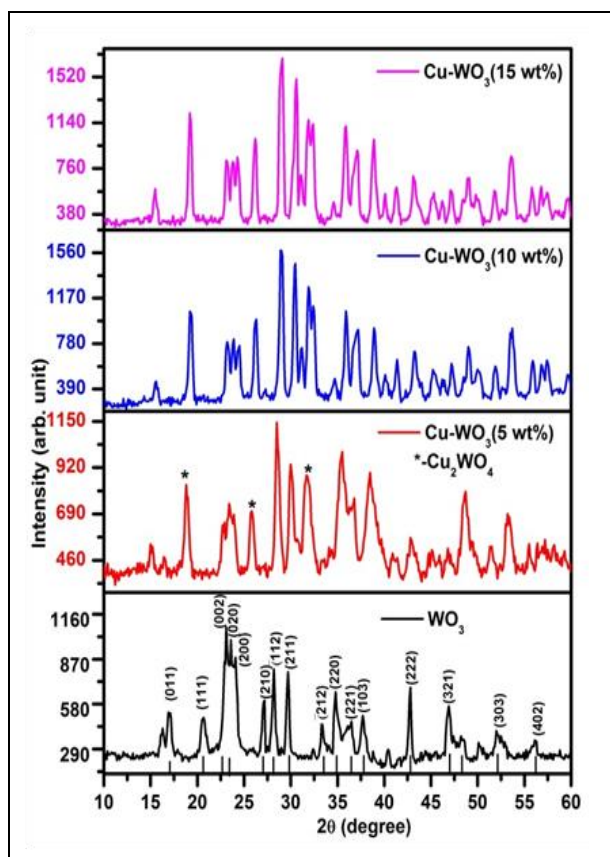 Cu-WO3(15 wt%)
1520
1140
760
380
Cu-WO3(10 wt%)
1560
1170
780
390
Cu-WO3(5 wt%)
*-Cu2WO4
1150
920
690
460
* * *
WO3
1160
870
580
290
(011) (111) (002) (020) (200) (210) (112) (211) (212) (220) (221) (103) (222) (321) (303) (402)
10 15 20 25 30 35 40 45 50 55 60
2θ (degree)
Intensity (arb. unit)